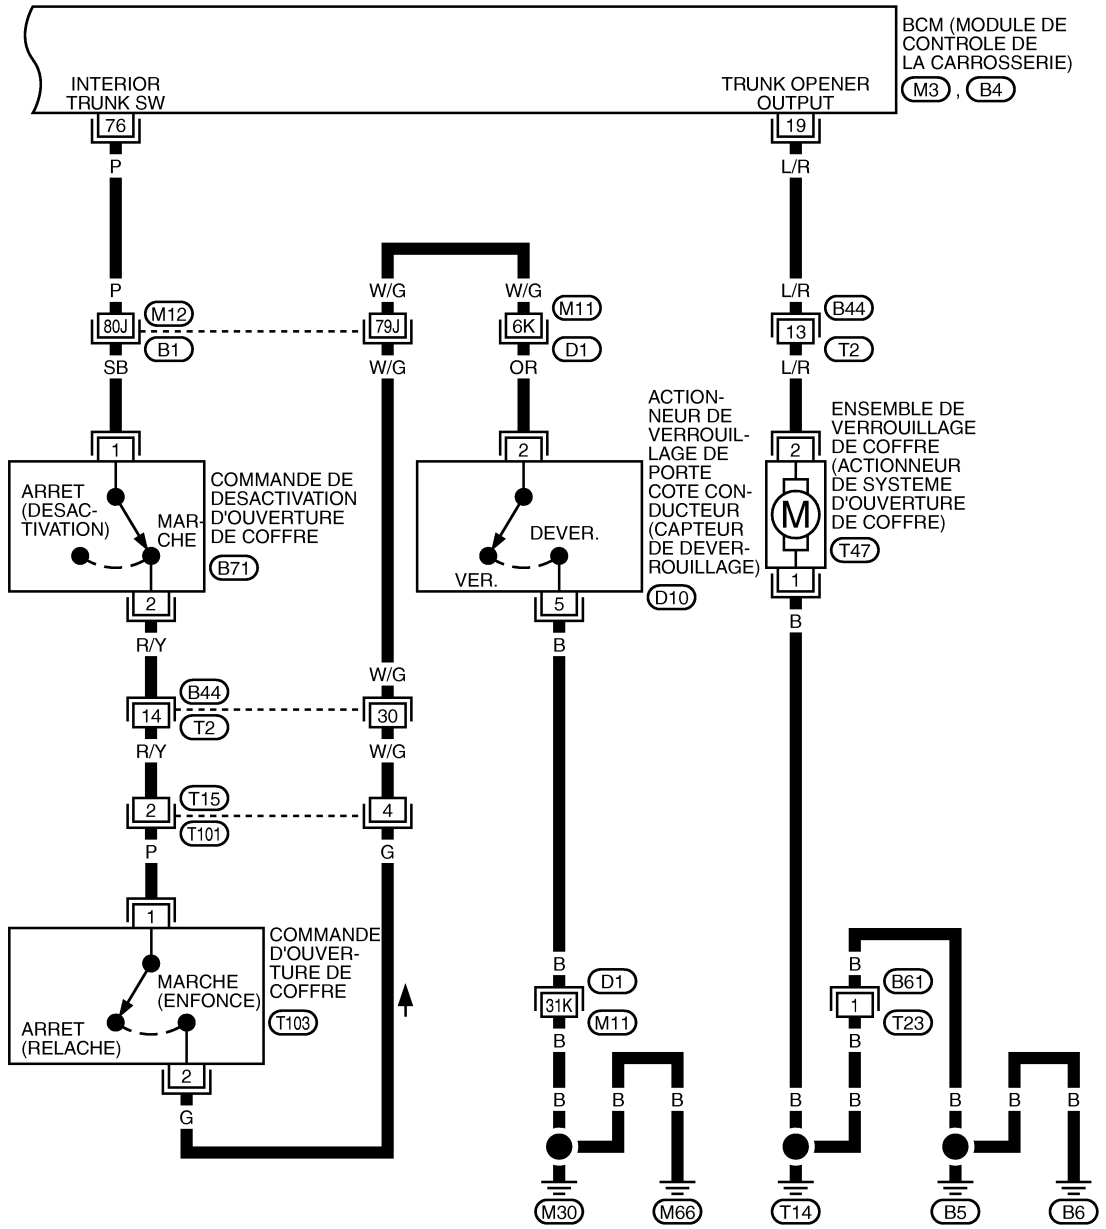 BCM (MODULE DE
CONTROLE DE
LA CARROSSERIE)
M3 , B4
INTERIOR
TRUNK SW
TRUNK OPENER
OUTPUT
76
19
P
L/R
P
W/G
W/G
L/R
80J
M12
B1
79J
6K
M11
D1
13
B44
T2
SB
W/G
OR
L/R
1
2
2
ARRET
(DESAC-
TIVATION)
MAR-
CHE
COMMANDE DE
DESACTIVATION
D'OUVERTURE
DE COFFRE
B71
ACTION-
NEUR DE
VERROUIL-
LAGE DE
PORTE
COTE CON-
DUCTEUR
(CAPTEUR
DE DEVER-
ROUILLAGE)
D10
DEVER.
VER.
ENSEMBLE DE
VERROUILLAGE
DE COFFRE
(ACTIONNEUR
DE SYSTEME
D'OUVERTURE
DE COFFRE)
T47
M
2
5
1
R/Y
B
B
W/G
14
B44
T2
30
R/Y
W/G
2
T15
T101
4
P
G
1
COMMANDE
D'OUVER-
TURE DE
COFFRE
T103
MARCHE
(ENFONCE)
ARRET
(RELACHE)
2
G
B
31K
D1
M11
B
B
1
B61
T23
B
B
B
B
B
B
B
B
M30
M66
T14
B5
B6